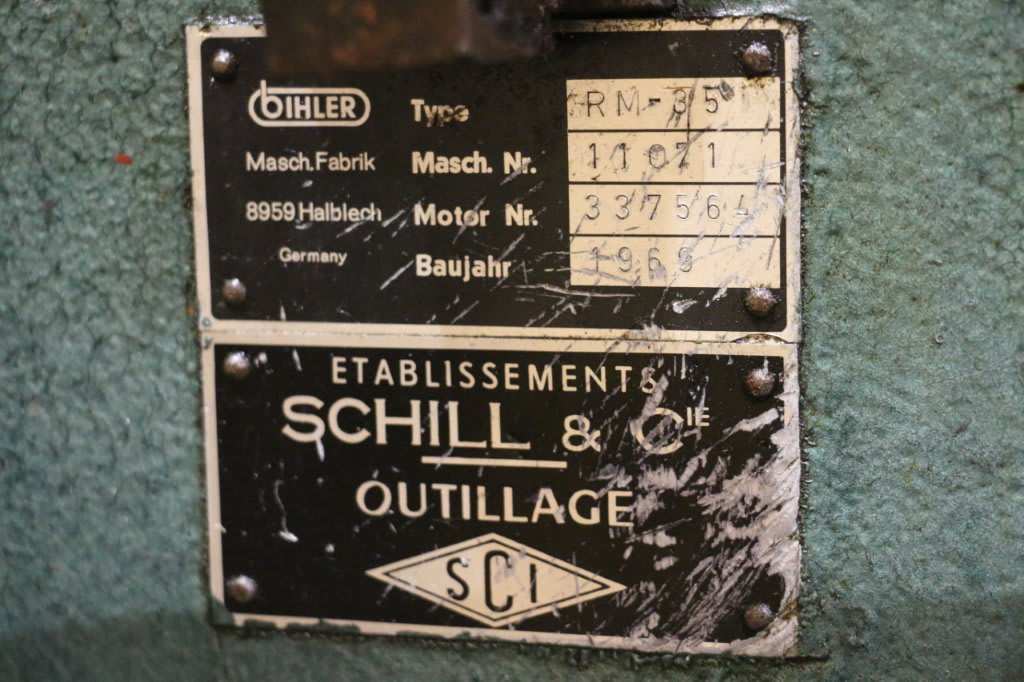 bIHLER Type RM-35
Masch. Fabrik Masch. Nr. 11071
8959 Halblech Motor Nr. 337564
Germany Baujahr 1969
ETABLISSEMENTS
SCHILL & CIE
OUTILLAGE
SCI